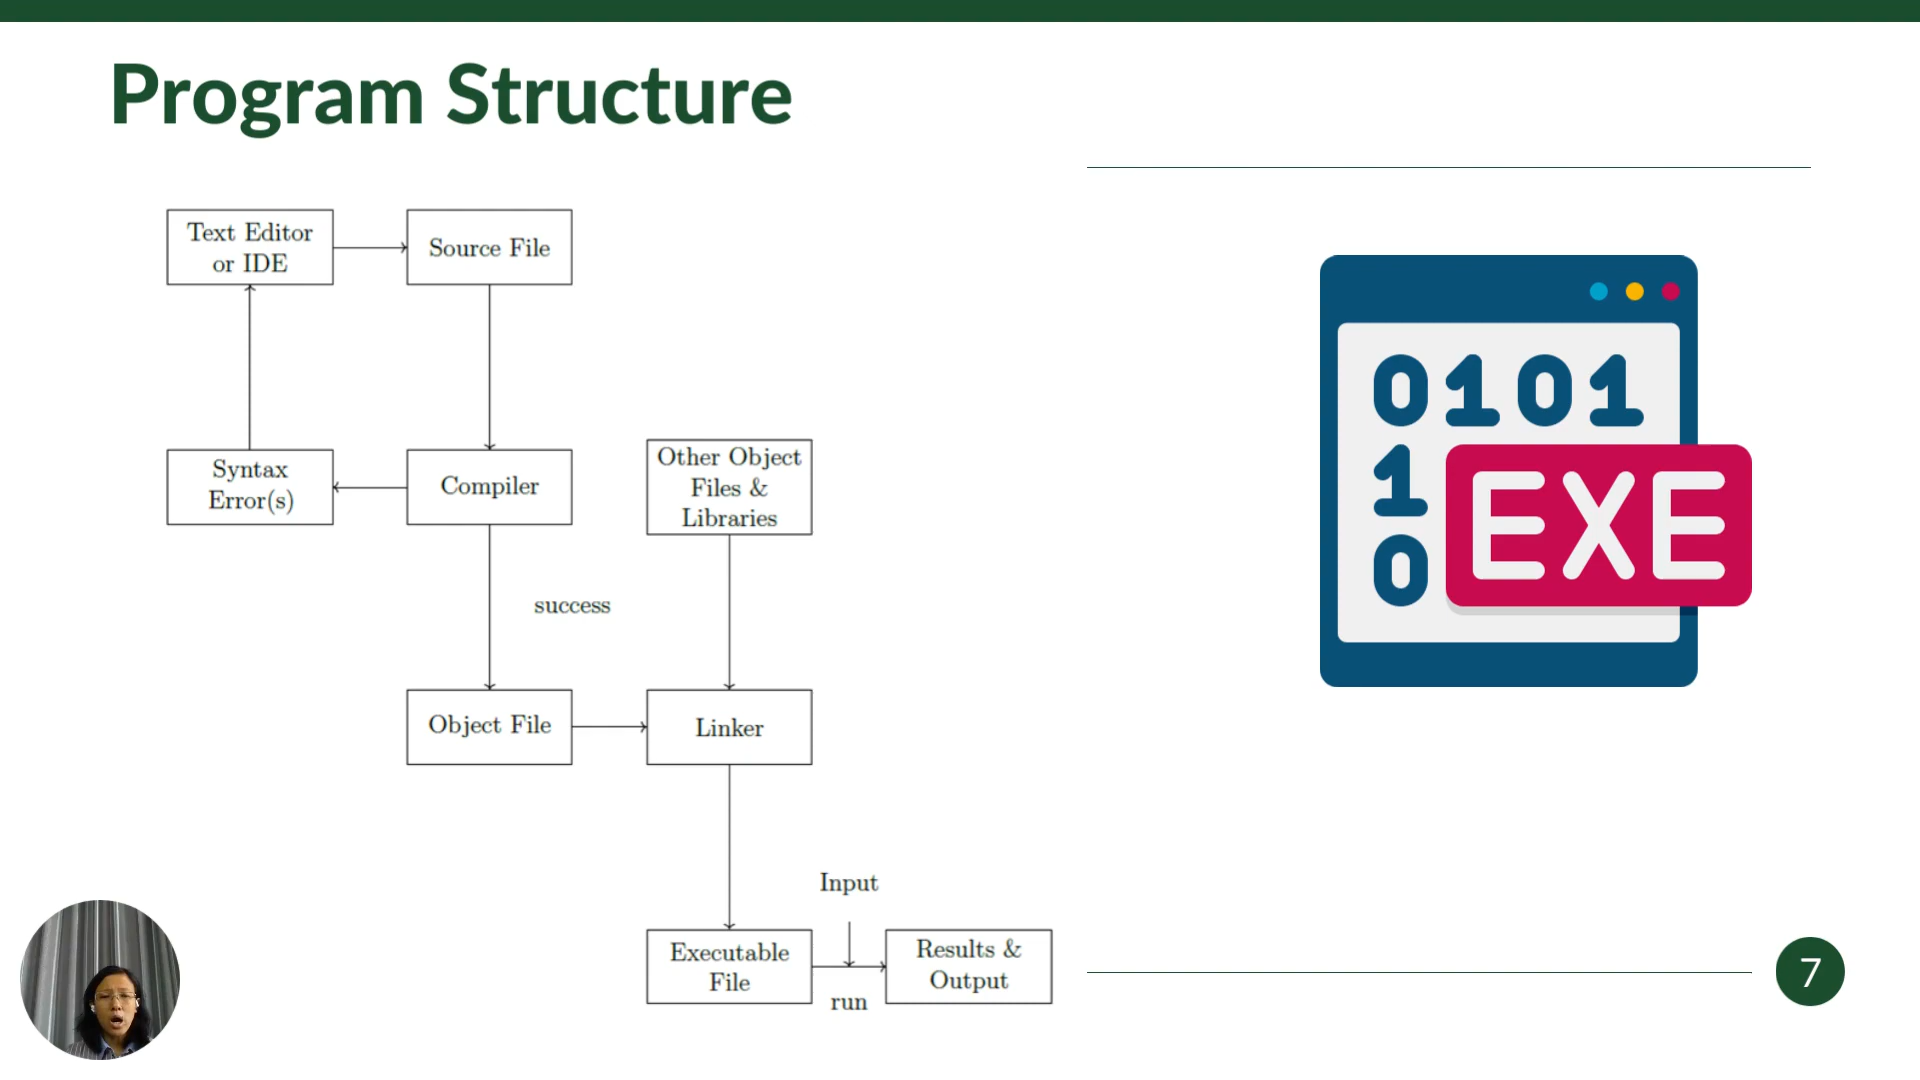 Program Structure
Text Editor
or IDE
Source File
Syntax
Error(s)
Compiler
Other Object
Files &
Libraries
success
Object File
Linker
Input
Executable
File
run
Results &
Output
0101
1
0
EXE
7